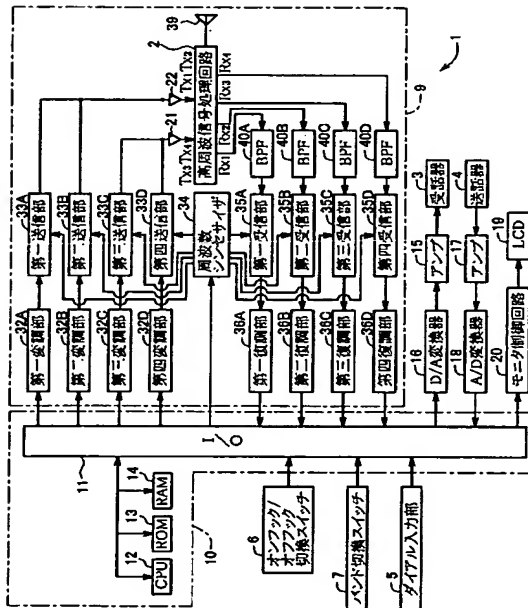 39
2
Tx1 Tx2
Tx3 Tx4
高周波信号処理回路
Rx1 Rx2
Rx3 Rx4
22
21
33A
第一送信部
33B
第二送信部
33C
第三送信部
33D
第四送信部
34
周波数
シンセサイザ
40A
BPF
40B
BPF
40C
BPF
40D
BPF
35A
第一受信部
35B
第二受信部
35C
第三受信部
35D
第四受信部
32A
第一変調部
32B
第二変調部
32C
第三変調部
32D
第四変調部
36A
第一復調部
36B
第二復調部
36C
第三復調部
36D
第四復調部
1
9
3
受話器
4
送話器
15
アンプ
17
アンプ
19
LCD
16
D/A変換器
18
A/D変換器
20
モニタ制御回路
11
I/O
10
12
CPU
13
ROM
14
RAM
6
オンフック/
オフフック
切換スイッチ
7
バンド切換スイッチ
5
ダイアル入力部